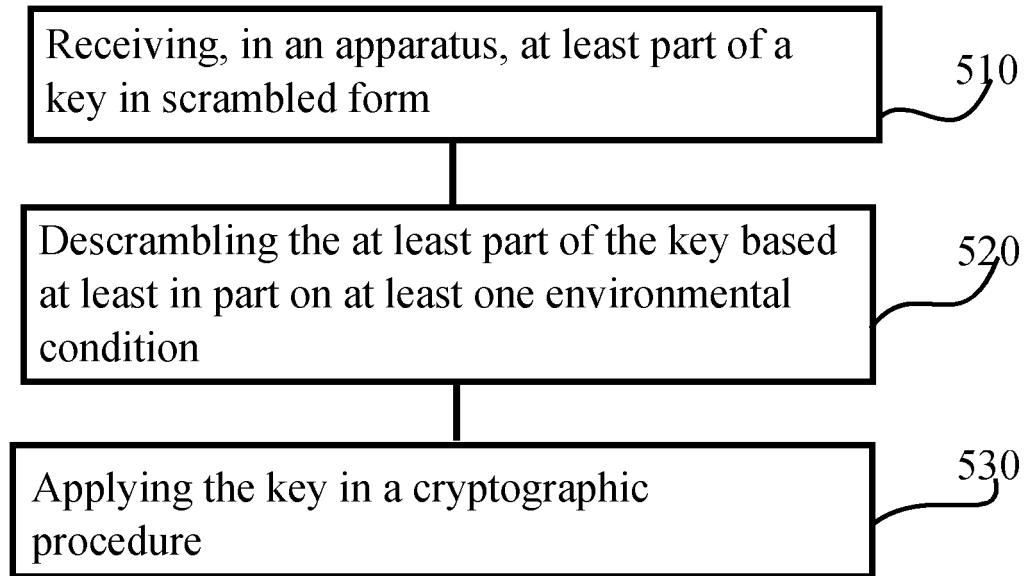 Receiving, in an apparatus, at least part of a
key in scrambled form
510
Descrambling the at least part of the key based
at least in part on at least one environmental
condition
520
Applying the key in a cryptographic
procedure
530